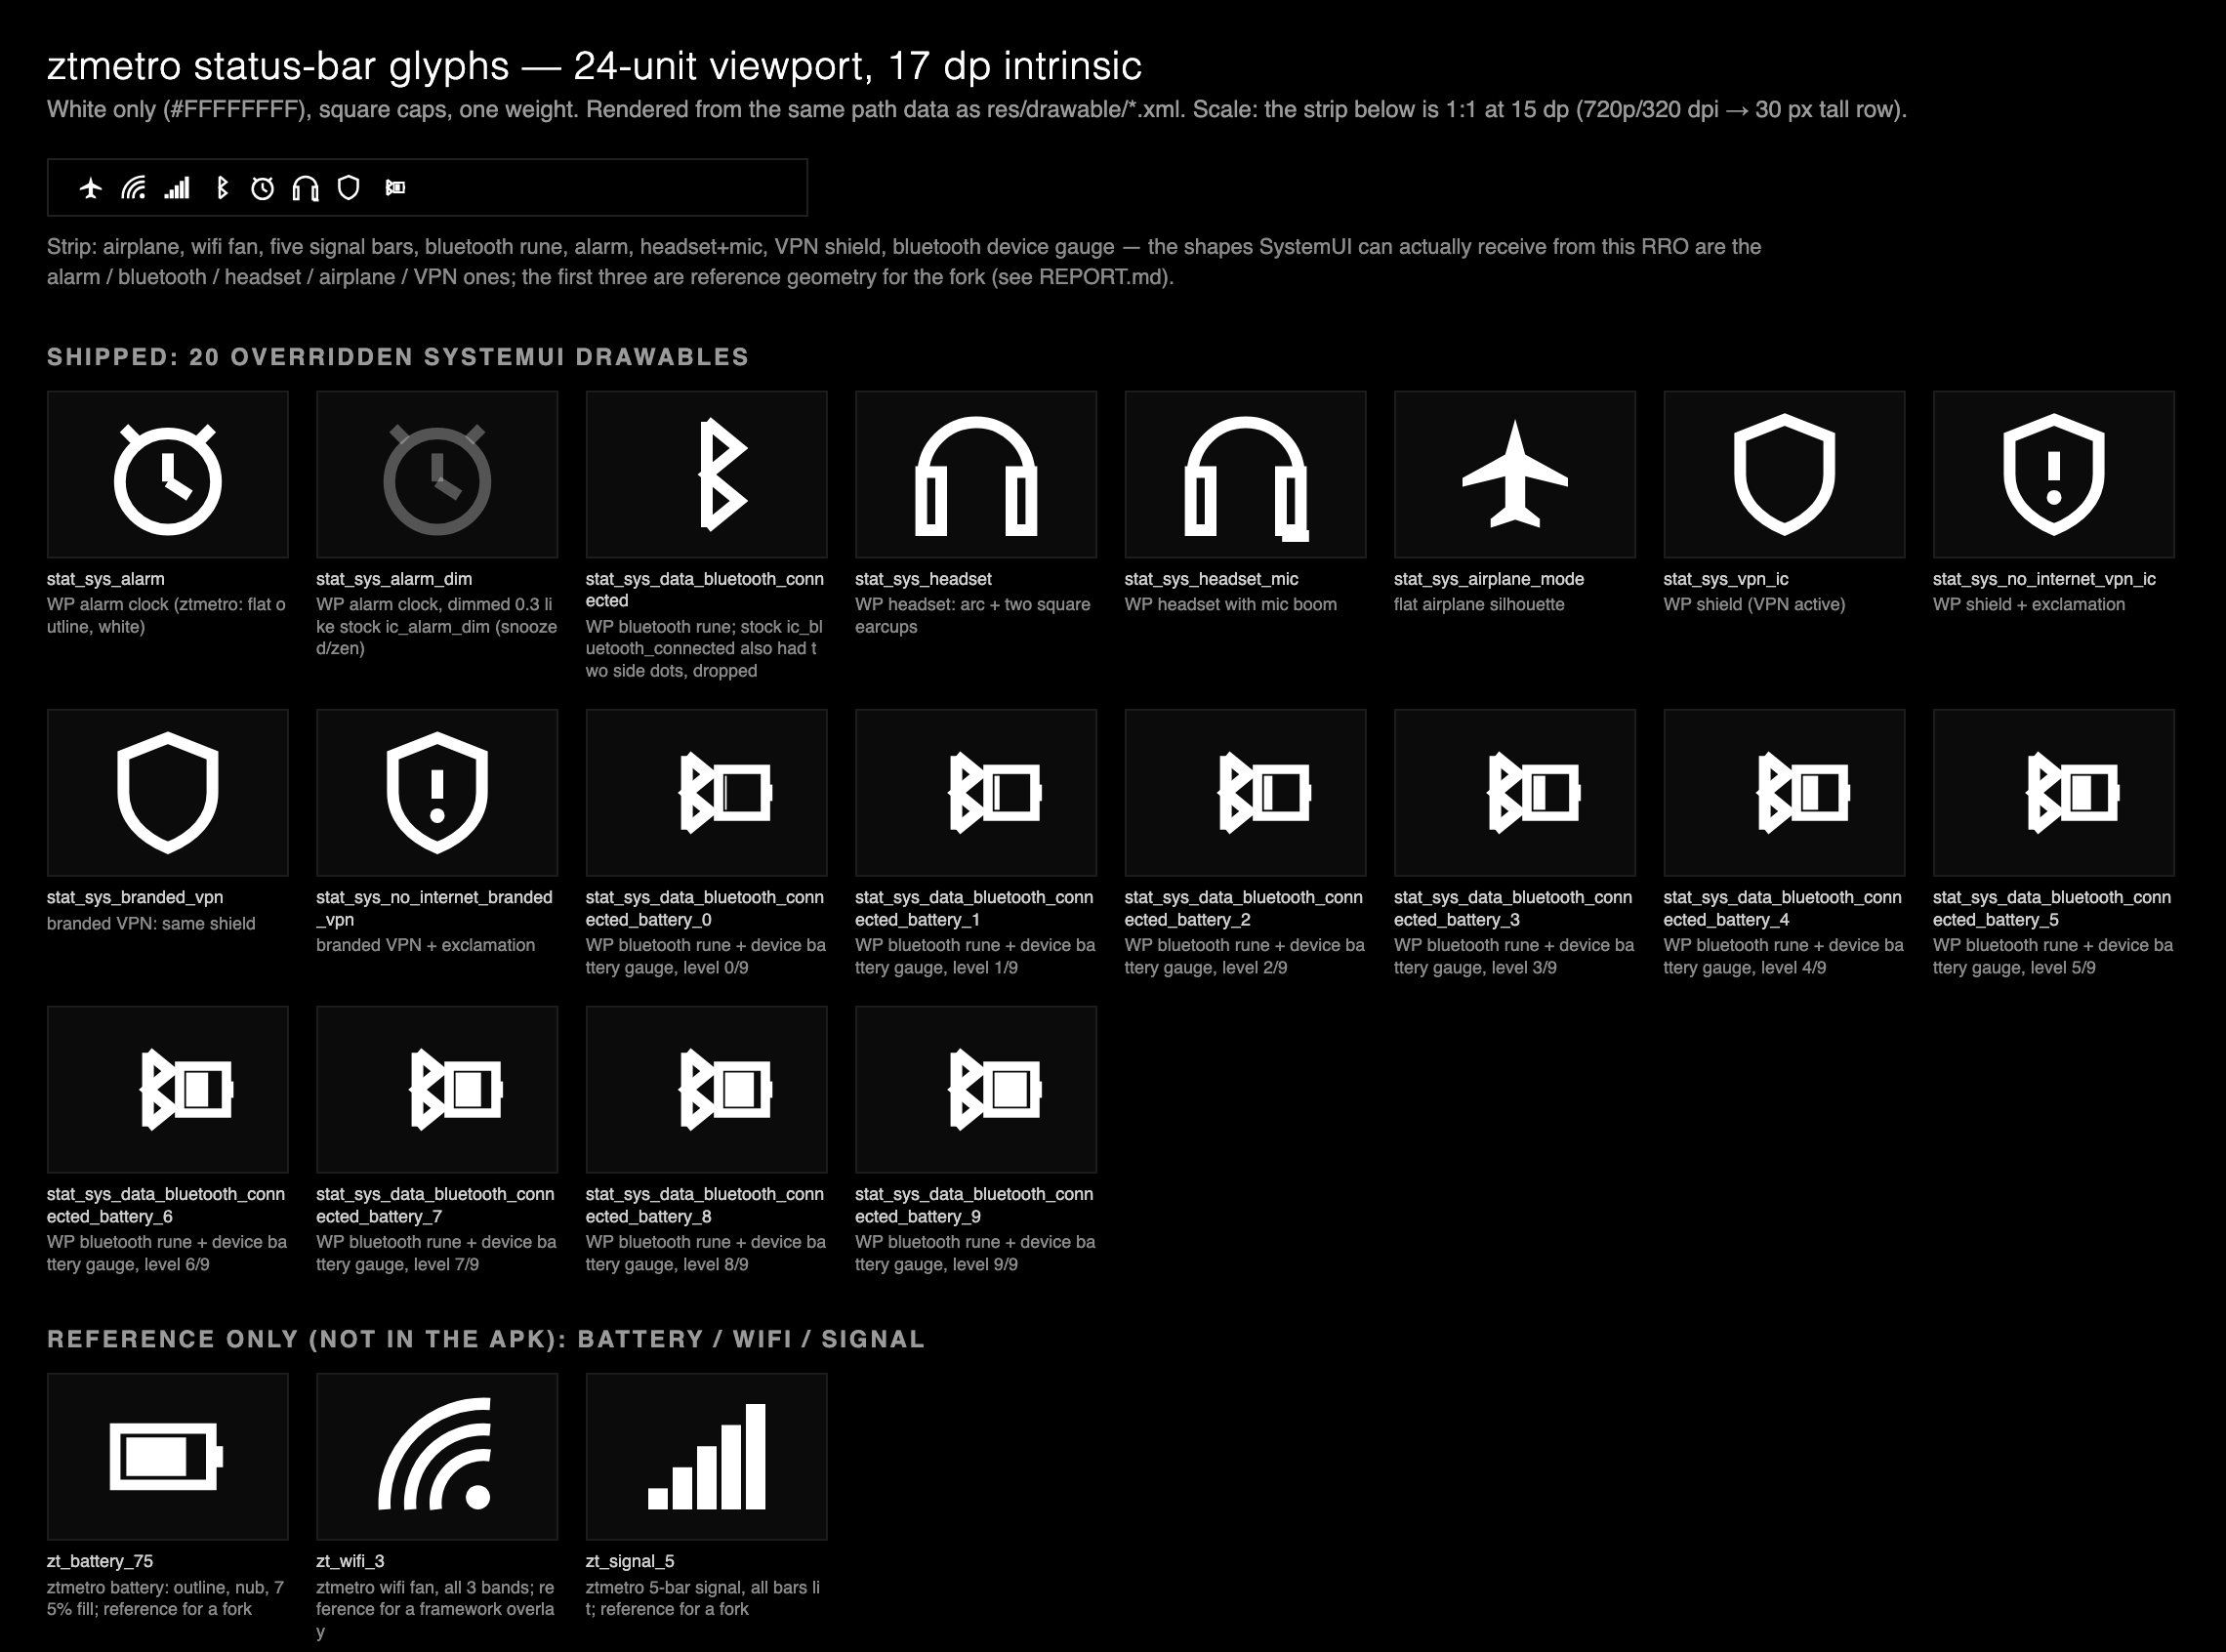 ztmetro status-bar glyphs — 24-unit viewport, 17 dp intrinsic
White only (#FFFFFFFF), square caps, one weight. Rendered from the same path data as res/drawable/*.xml. Scale: the strip below is 1:1 at 15 dp (720p/320 dpi → 30 px tall row).
Strip: airplane, wifi fan, five signal bars, bluetooth rune, alarm, headset+mic, VPN shield, bluetooth device gauge — the shapes SystemUI can actually receive from this RRO are the
alarm / bluetooth / headset / airplane / VPN ones; the first three are reference geometry for the fork (see REPORT.md).
SHIPPED: 20 OVERRIDDEN SYSTEMUI DRAWABLES
stat_sys_alarm
WP alarm clock (ztmetro: flat o
utline, white)
stat_sys_alarm_dim
WP alarm clock, dimmed 0.3 li
ke stock ic_alarm_dim (snooze
d/zen)
stat_sys_data_bluetooth_conn
ected
WP bluetooth rune; stock ic_bl
uetooth_connected also had t
wo side dots, dropped
stat_sys_headset
WP headset: arc + two square
earcups
stat_sys_headset_mic
WP headset with mic boom
stat_sys_airplane_mode
flat airplane silhouette
stat_sys_vpn_ic
WP shield (VPN active)
stat_sys_no_internet_vpn_ic
WP shield + exclamation
stat_sys_branded_vpn
branded VPN: same shield
stat_sys_no_internet_branded
_vpn
branded VPN + exclamation
stat_sys_data_bluetooth_conn
ected_battery_0
WP bluetooth rune + device ba
ttery gauge, level 0/9
stat_sys_data_bluetooth_conn
ected_battery_1
WP bluetooth rune + device ba
ttery gauge, level 1/9
stat_sys_data_bluetooth_conn
ected_battery_2
WP bluetooth rune + device ba
ttery gauge, level 2/9
stat_sys_data_bluetooth_conn
ected_battery_3
WP bluetooth rune + device ba
ttery gauge, level 3/9
stat_sys_data_bluetooth_conn
ected_battery_4
WP bluetooth rune + device ba
ttery gauge, level 4/9
stat_sys_data_bluetooth_conn
ected_battery_5
WP bluetooth rune + device ba
ttery gauge, level 5/9
stat_sys_data_bluetooth_conn
ected_battery_6
WP bluetooth rune + device ba
ttery gauge, level 6/9
stat_sys_data_bluetooth_conn
ected_battery_7
WP bluetooth rune + device ba
ttery gauge, level 7/9
stat_sys_data_bluetooth_conn
ected_battery_8
WP bluetooth rune + device ba
ttery gauge, level 8/9
stat_sys_data_bluetooth_conn
ected_battery_9
WP bluetooth rune + device ba
ttery gauge, level 9/9
REFERENCE ONLY (NOT IN THE APK): BATTERY / WIFI / SIGNAL
zt_battery_75
ztmetro battery: outline, nub, 7
5% fill; reference for a fork
zt_wifi_3
ztmetro wifi fan, all 3 bands; re
ference for a framework overla
y
zt_signal_5
ztmetro 5-bar signal, all bars li
t; reference for a fork